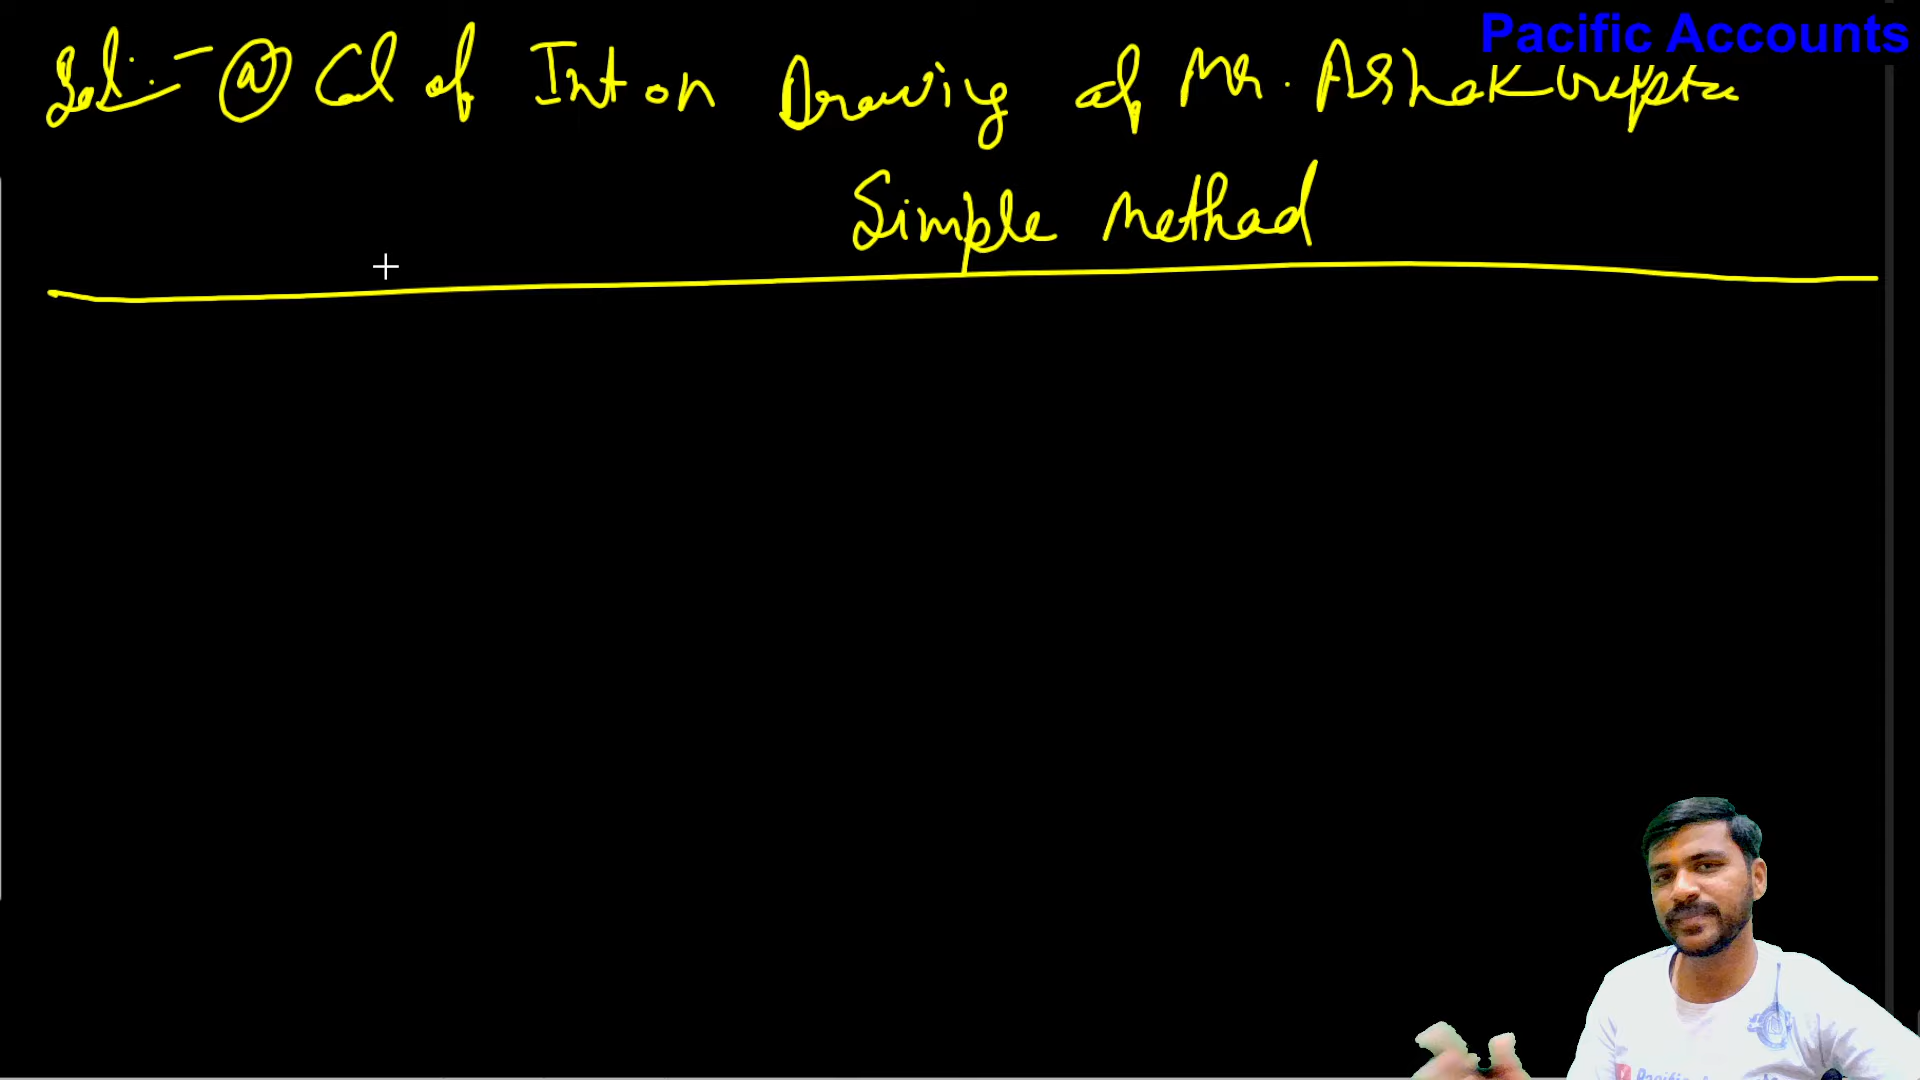 Pacific Accounts
Sol:- (a) Cal of Int on Drawing of Mr. Ashok Gupta
Simple Method